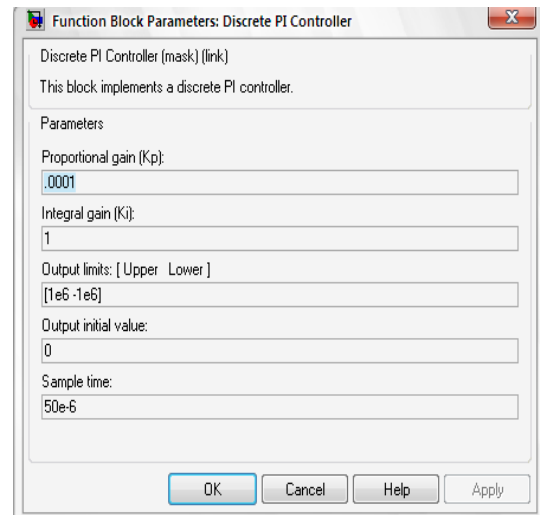 Function Block Parameters: Discrete PI Controller
Discrete PI Controller (mask) (link)
This block implements a discrete PI controller.
Parameters
Proportional gain (Kp):
.0001
Integral gain (Ki):
1
Output limits: [ Upper   Lower ]
[1e6 -1e6]
Output initial value:
0
Sample time:
50e-6
OK Cancel Help Apply